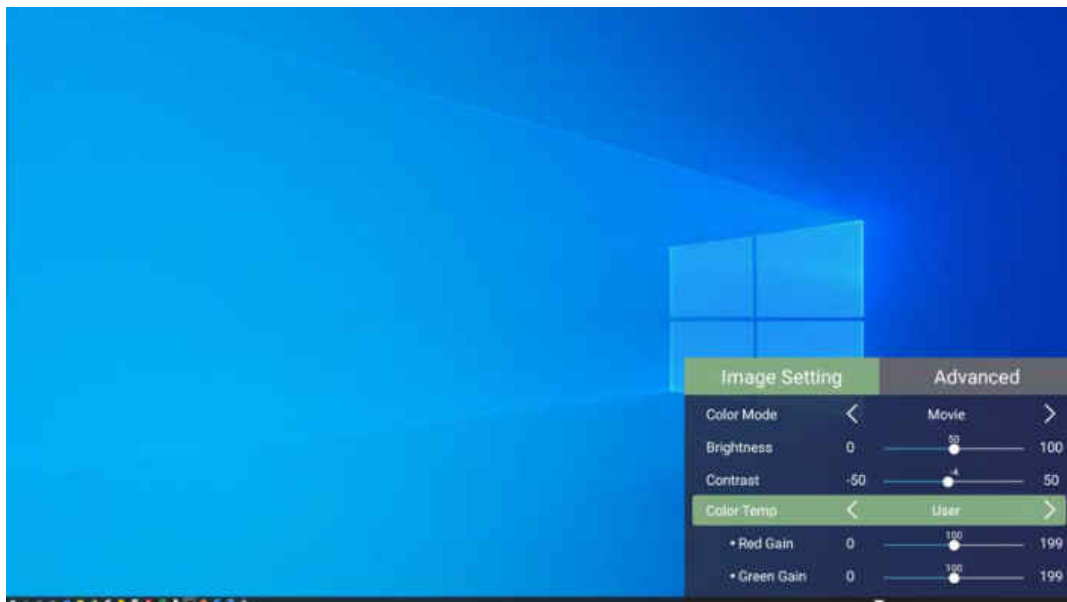 Image Setting Advanced
Color Mode < Movie >
Brightness 0 50 100
Contrast -50 -4 50
Color Temp < User >
• Red Gain 0 100 199
• Green Gain 0 100 199